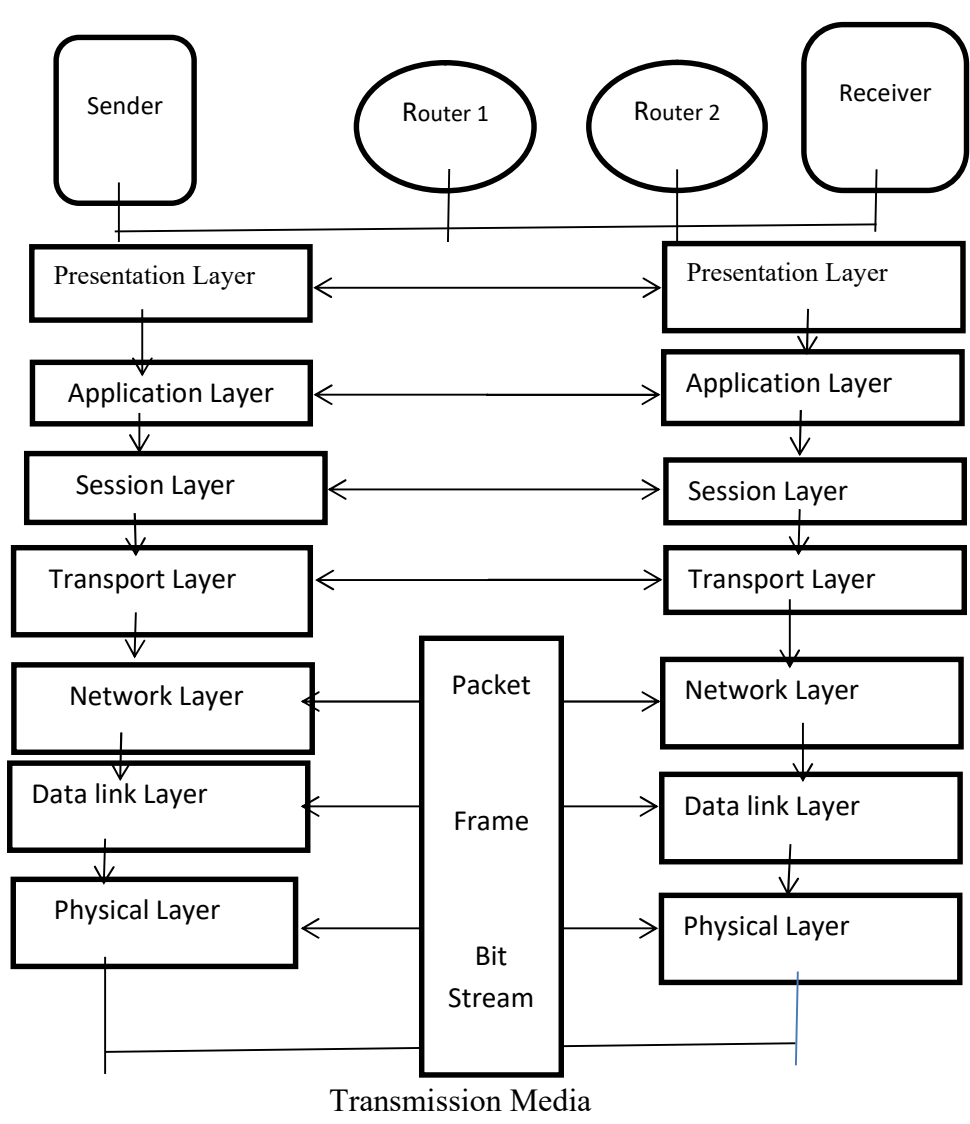 Sender
Router 1
Router 2
Receiver
Presentation Layer
Presentation Layer
Application Layer
Application Layer
Session Layer
Session Layer
Transport Layer
Transport Layer
Packet
Network Layer
Network Layer
Data link Layer
Frame
Data link Layer
Physical Layer
Bit
Stream
Physical Layer
Transmission Media